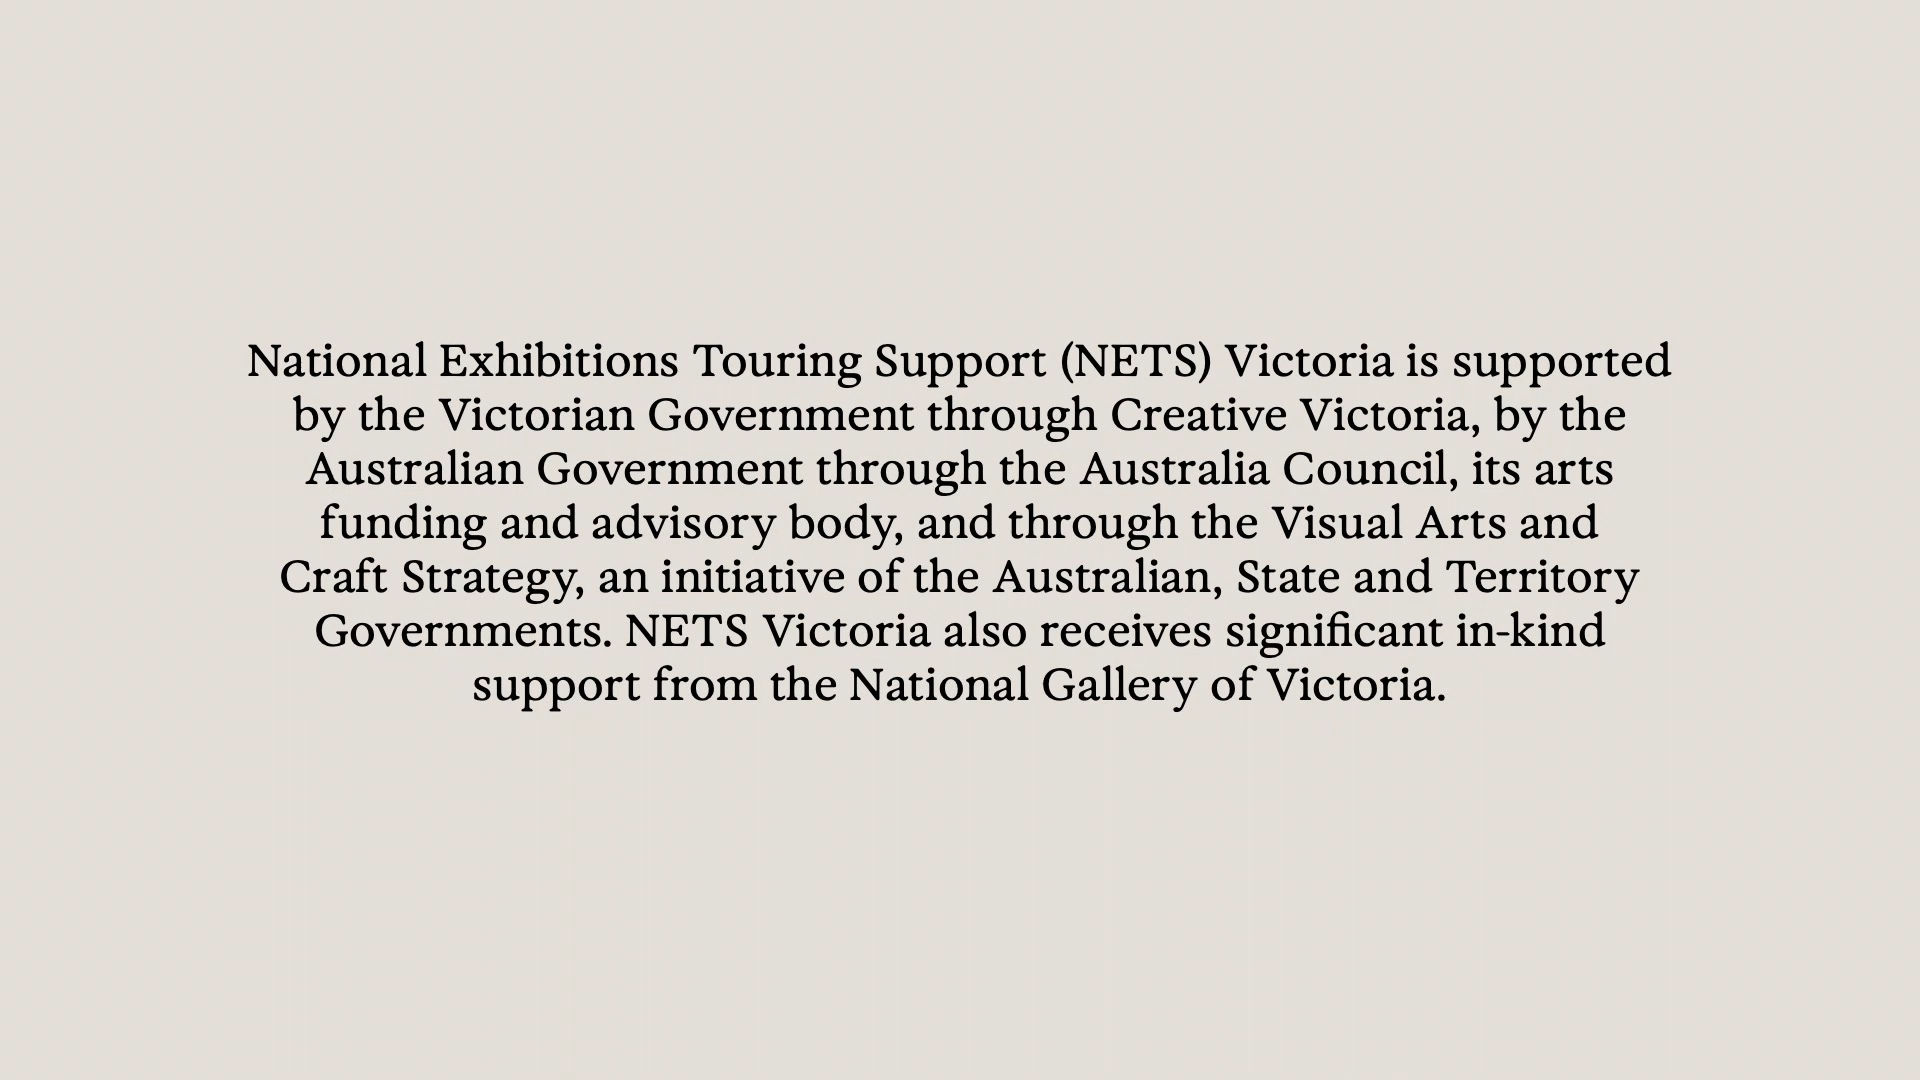 National Exhibitions Touring Support (NETS) Victoria is supported
by the Victorian Government through Creative Victoria, by the
Australian Government through the Australia Council, its arts
funding and advisory body, and through the Visual Arts and
Craft Strategy, an initiative of the Australian, State and Territory
Governments. NETS Victoria also receives significant in-kind
support from the National Gallery of Victoria.